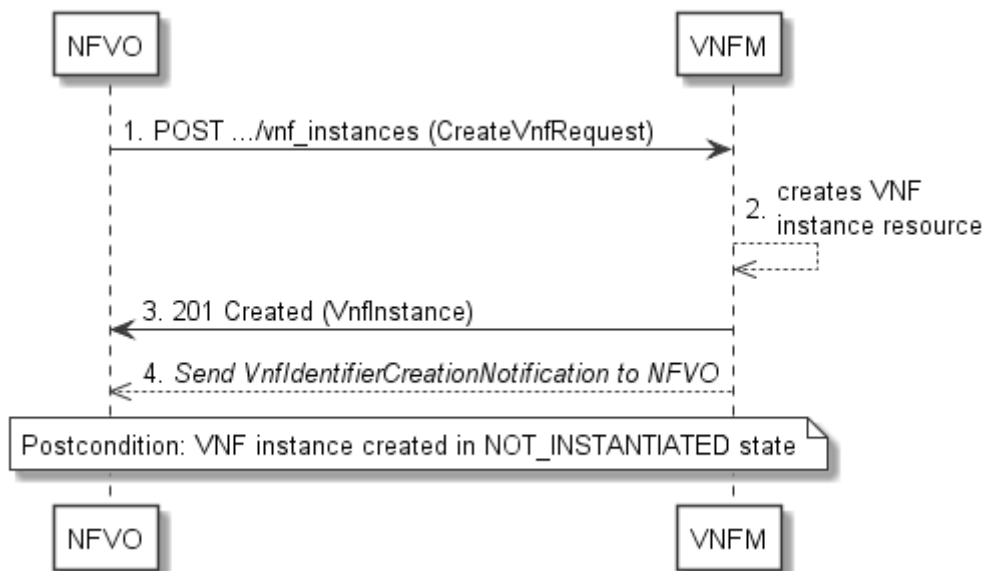 NFVO
VNFM
1. POST .../vnf_instances (CreateVnfRequest)
2. creates VNF
instance resource
3. 201 Created (VnfInstance)
4. Send VnfIdentifierCreationNotification to NFVO
Postcondition: VNF instance created in NOT_INSTANTIATED state
NFVO
VNFM